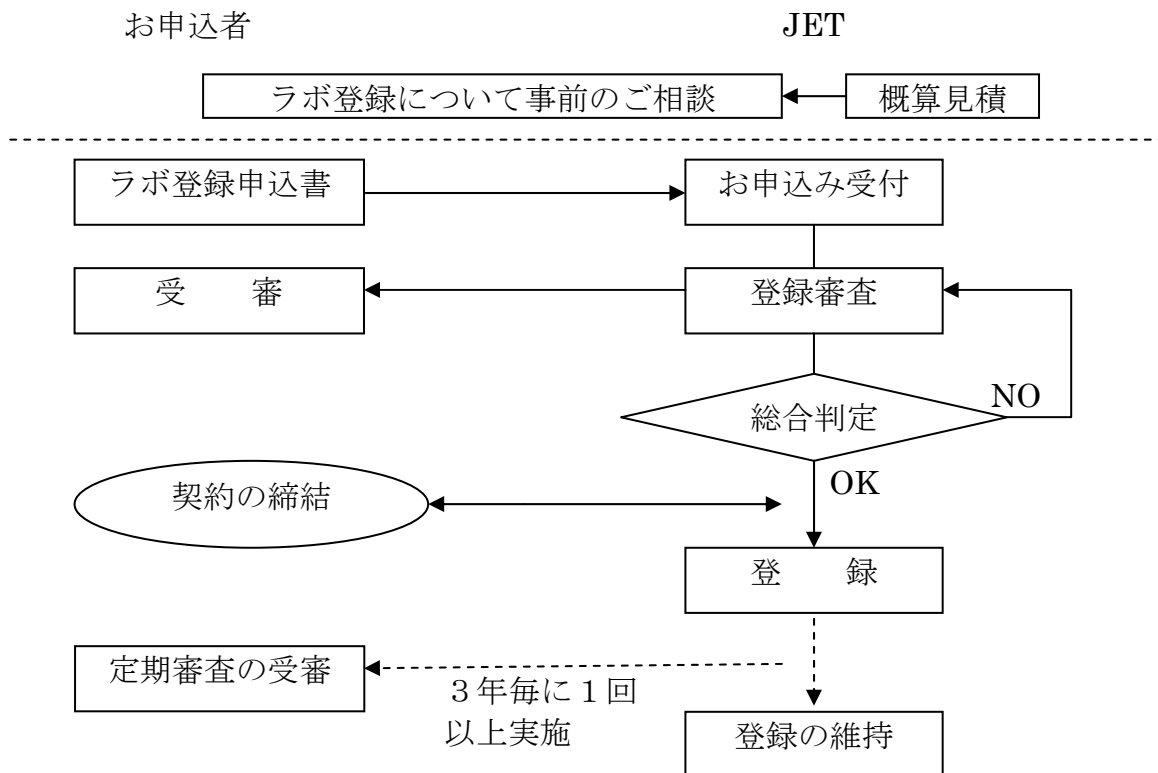 お申込者
JET
ラボ登録について事前のご相談
概算見積
ラボ登録申込書
お申込み受付
受　　審
登録審査
総合判定
NO
OK
契約の締結
登　　録
定期審査の受審
３年毎に１回
以上実施
登録の維持